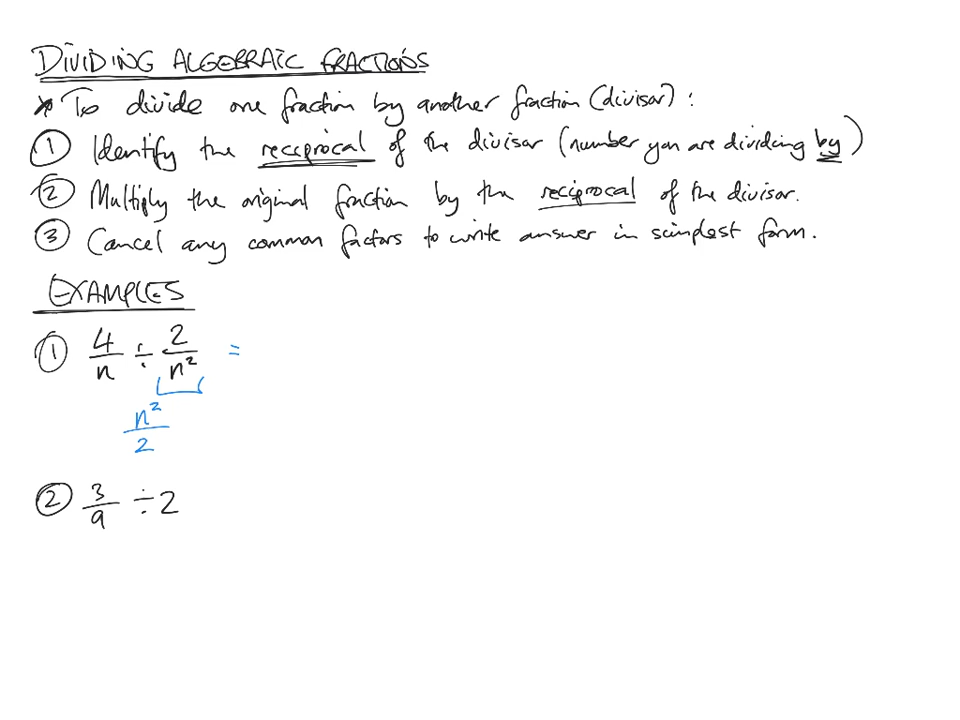 DIVIDING ALGEBRAIC FRACTIONS
* To divide one fraction by another fraction (divisor) :
① Identify the reciprocal of the divisor (number you are dividing by)
② Multiply the original fraction by the reciprocal of the divisor.
③ Cancel any common factors to write answer in simplest form.
EXAMPLES
① 4/n ÷ 2/n² =
n²/2
② 3/9 ÷ 2